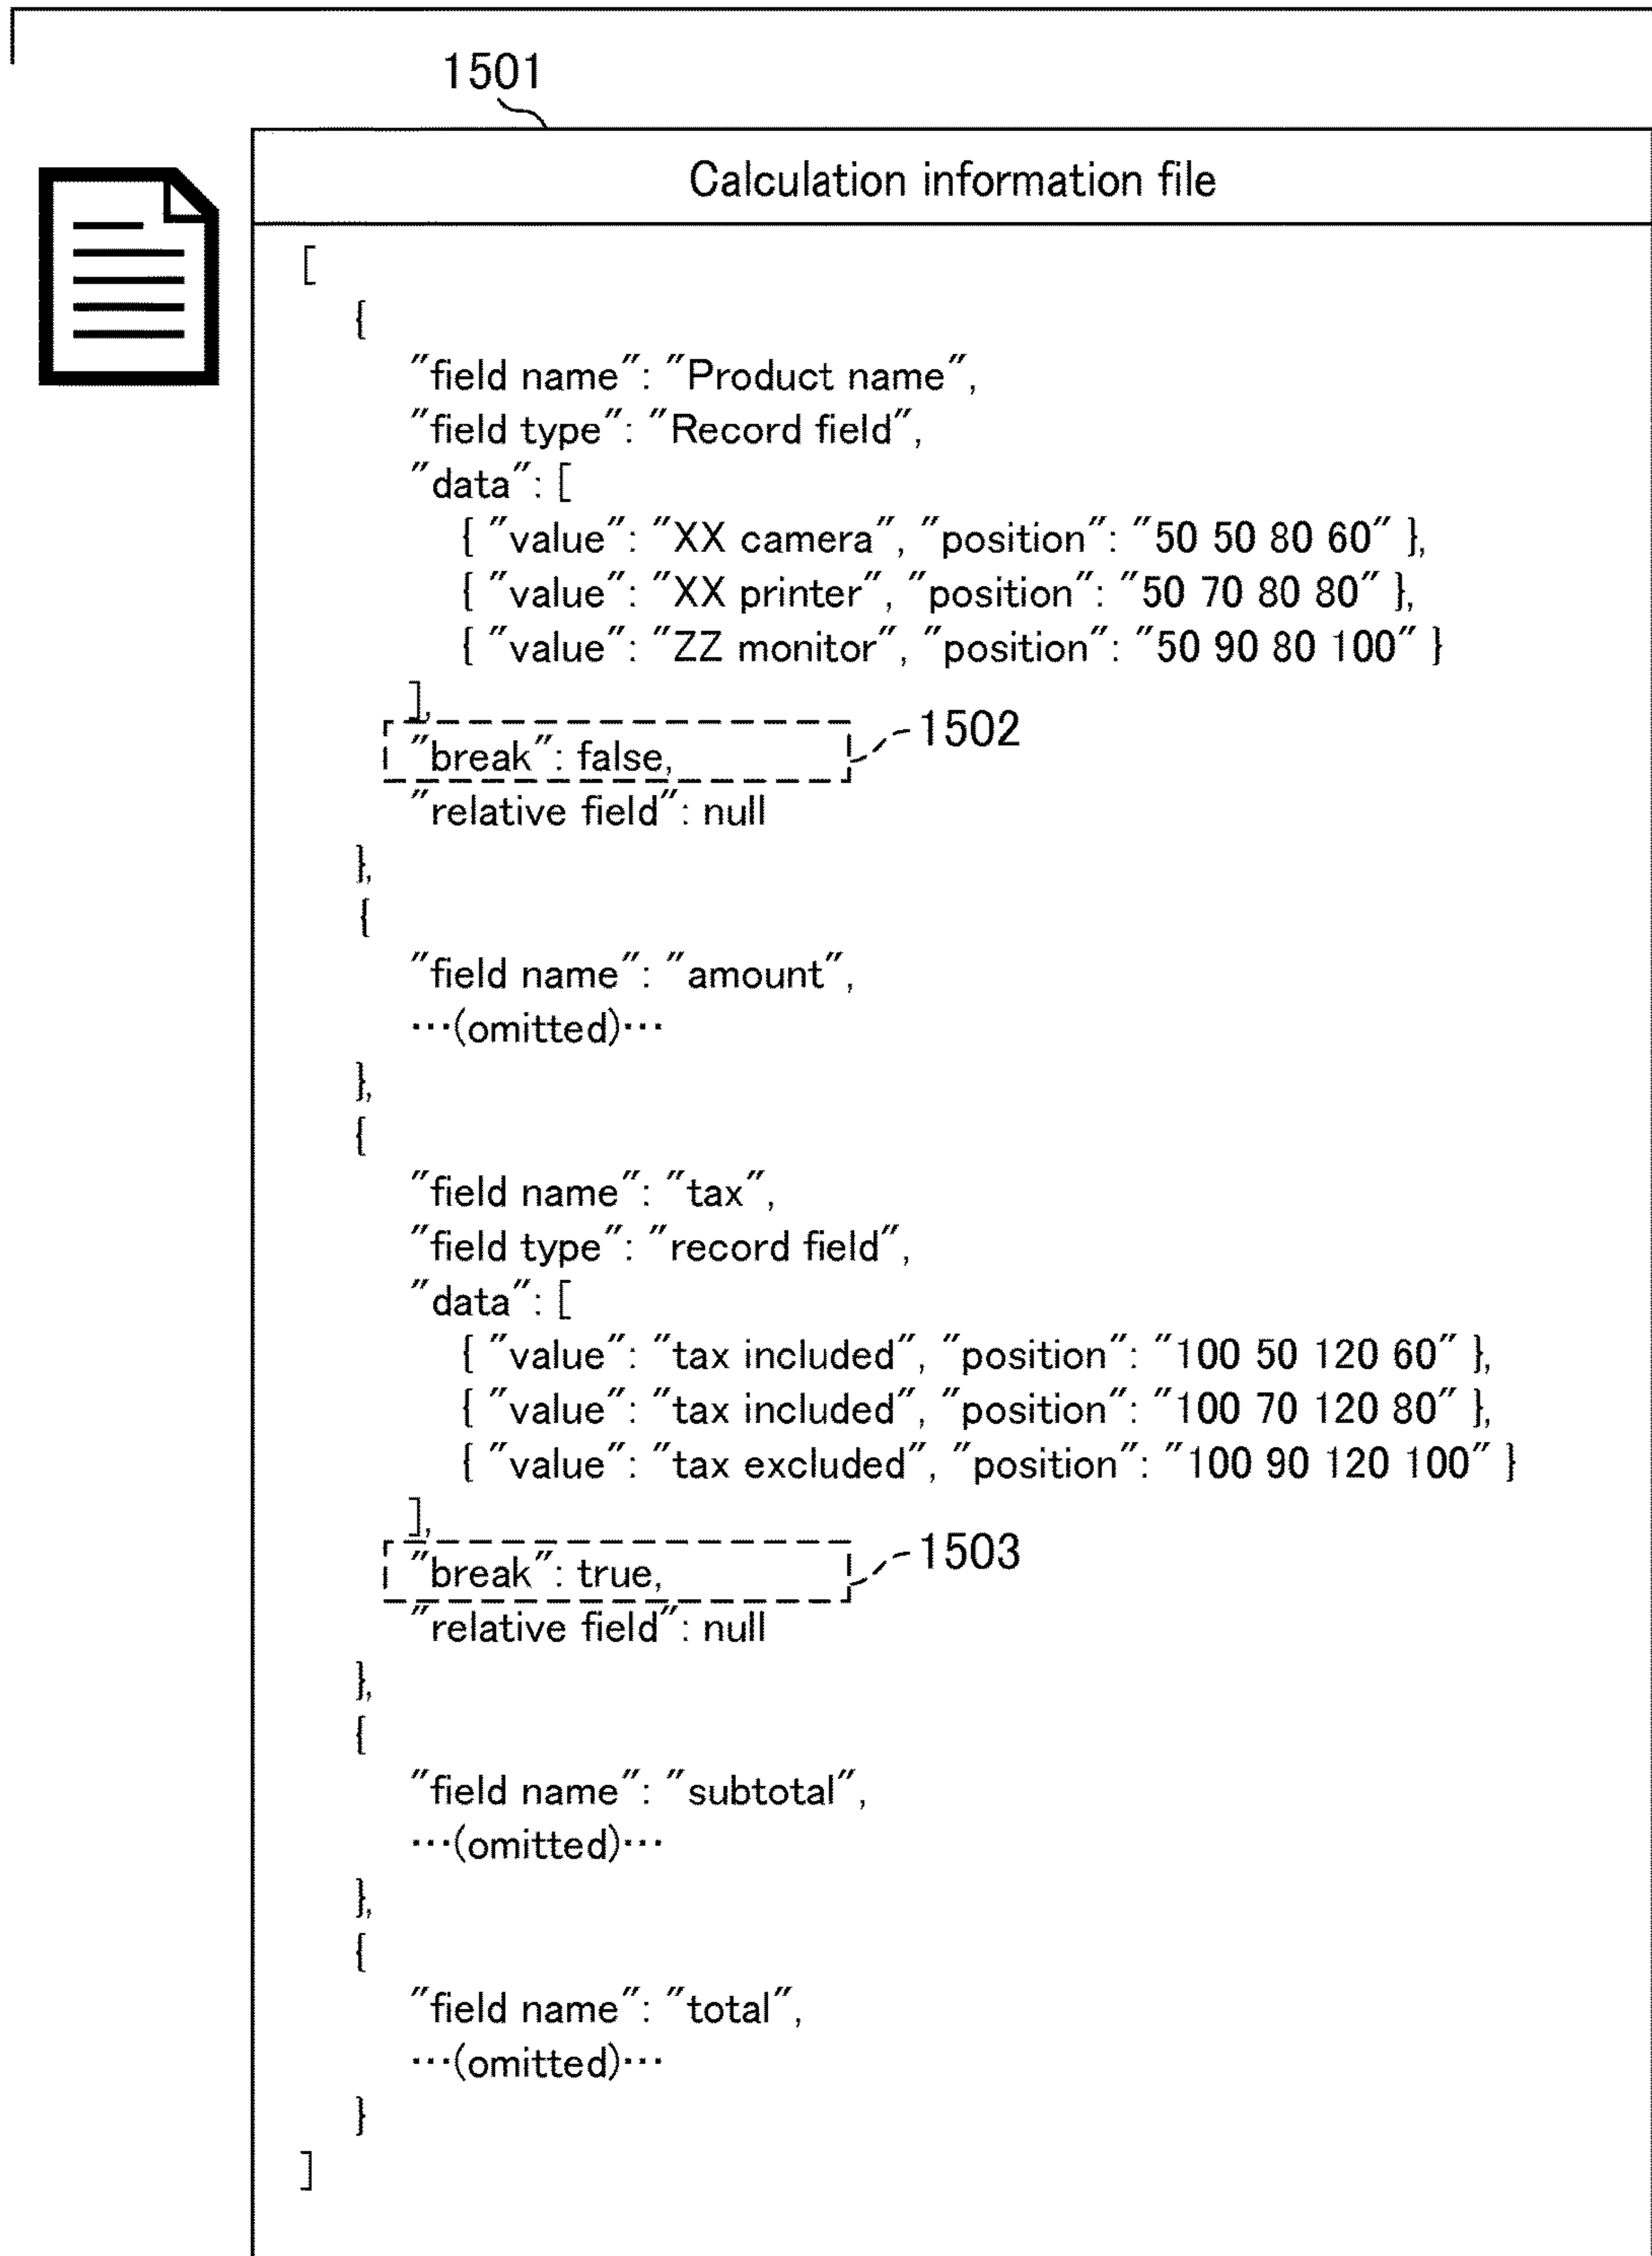 1501
Calculation information file
[
{
"field name": "Product name",
"field type": "Record field",
"data": [
{ "value": "XX camera", "position": "50 50 80 60" },
{ "value": "XX printer", "position": "50 70 80 80" },
{ "value": "ZZ monitor", "position": "50 90 80 100" }
],
"break": false, 1502
"relative field": null
},
{
"field name": "amount",
…(omitted)…
},
{
"field name": "tax",
"field type": "record field",
"data": [
{ "value": "tax included", "position": "100 50 120 60" },
{ "value": "tax included", "position": "100 70 120 80" },
{ "value": "tax excluded", "position": "100 90 120 100" }
],
"break": true, 1503
"relative field": null
},
{
"field name": "subtotal",
…(omitted)…
},
{
"field name": "total",
…(omitted)…
}
]